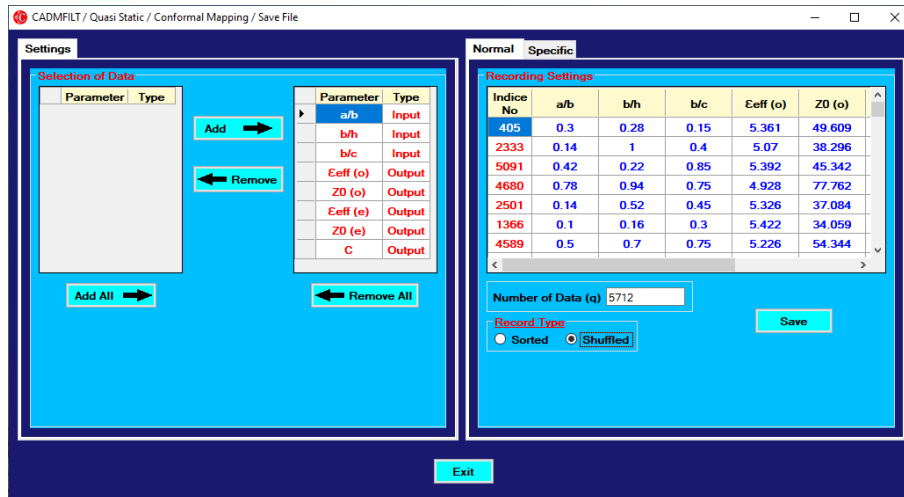 CADMFILT / Quasi Static / Conformal Mapping / Save File
Settings
Normal Specific
Selection of Data
Parameter Type
Add
Remove
Add All
Parameter Type
a/b Input
b/h Input
b/c Input
Ɛeff (o) Output
Z0 (o) Output
Ɛeff (e) Output
Z0 (e) Output
C Output
Remove All
Recording Settings
Indice No a/b b/h b/c Ɛeff (o) Z0 (o)
405 0.3 0.28 0.15 5.361 49.609
2333 0.14 1 0.4 5.07 38.296
5091 0.42 0.22 0.85 5.392 45.342
4680 0.78 0.94 0.75 4.928 77.762
2501 0.14 0.52 0.45 5.326 37.084
1366 0.1 0.16 0.3 5.422 34.059
4589 0.5 0.7 0.75 5.226 54.344
Number of Data (q) 5712
Record Type
Sorted Shuffled
Save
Exit